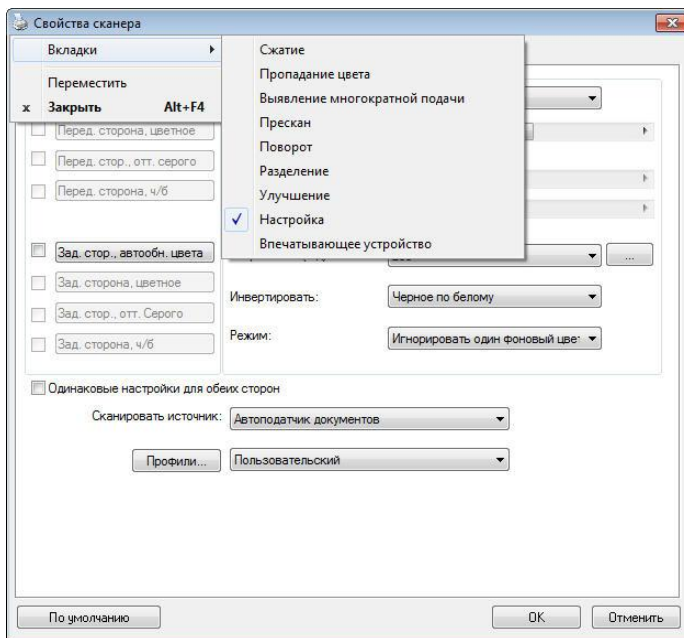 Свойства сканера
Вкладки
Переместить
x Закрыть Alt+F4
Сжатие
Пропадание цвета
Выявление многократной подачи
Прескан
Поворот
Разделение
Улучшение
Настройка
Впечатывающее устройство
Перед. сторона, цветное
Перед. стор., отт. серого
Перед. сторона, ч/б
Зад. стор., автообн. цвета
...
Зад. сторона, цветное
Инвертировать: Черное по белому
Зад. стор., отт. Серого
Режим: Игнорировать один фоновый цве
Зад. сторона, ч/б
Одинаковые настройки для обеих сторон
Сканировать источник: Автоподатчик документов
Профили... Пользовательский
По умолчанию OK Отменить